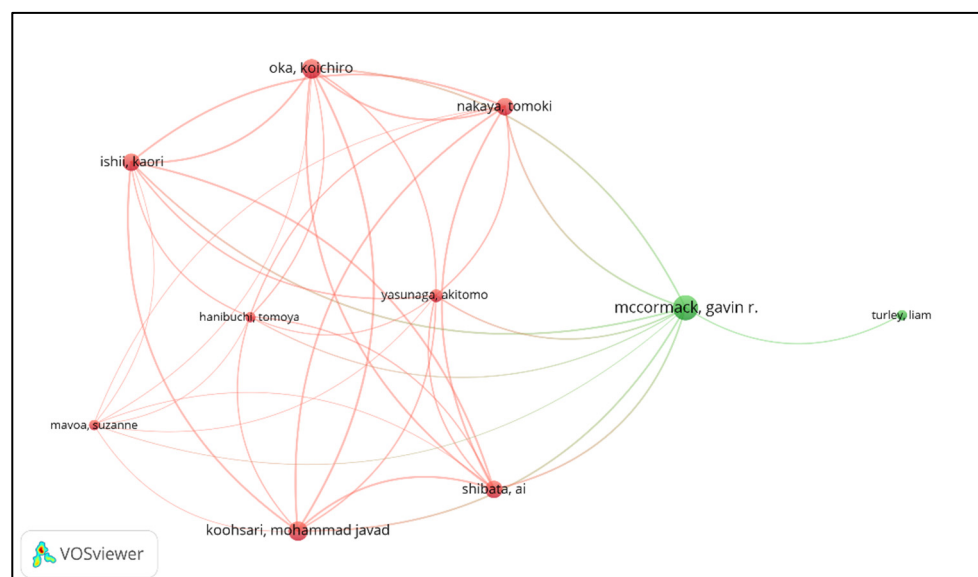 oka, koichiro
nakaya, tomoki
ishii, kaori
yasunaga, akitomo
mccormack, gavin r.
hanibuchi, tomoya
turley, liam
mavoa, suzanne
shibata, ai
koohsari, mohammad javad
VOSviewer